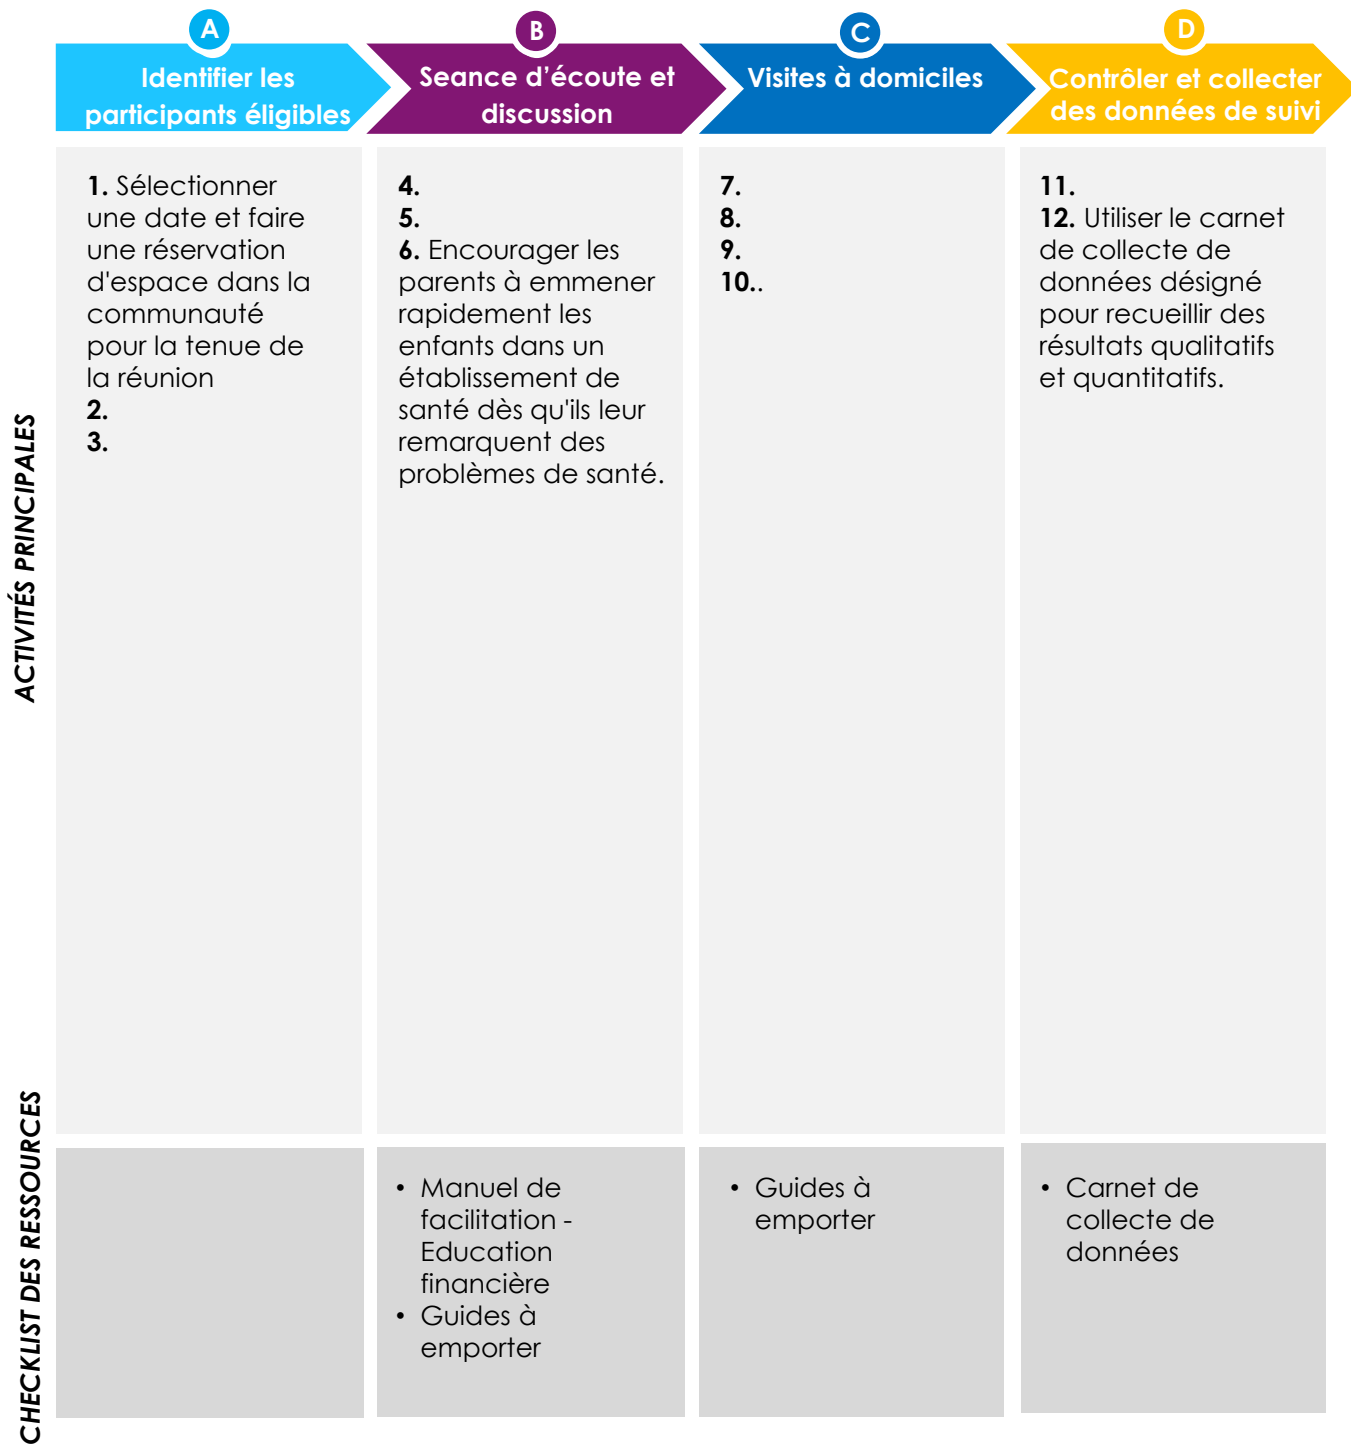 A
Identifier les
participants éligibles
B
Seance d’écoute et
discussion
C
Visites à domiciles
D
Contrôler et collecter
des données de suivi
ACTIVITÉS PRINCIPALES
1. Sélectionner
une date et faire
une réservation
d'espace dans la
communauté
pour la tenue de
la réunion
2.
3.
4.
5.
6. Encourager les
parents à emmener
rapidement les
enfants dans un
établissement de
santé dès qu'ils leur
remarquent des
problèmes de santé.
7.
8.
9.
10..
11.
12. Utiliser le carnet
de collecte de
données désigné
pour recueillir des
résultats qualitatifs
et quantitatifs.
CHECKLIST DES RESSOURCES
• Manuel de
facilitation -
Education
financière
• Guides à
emporter
• Guides à
emporter
• Carnet de
collecte de
données